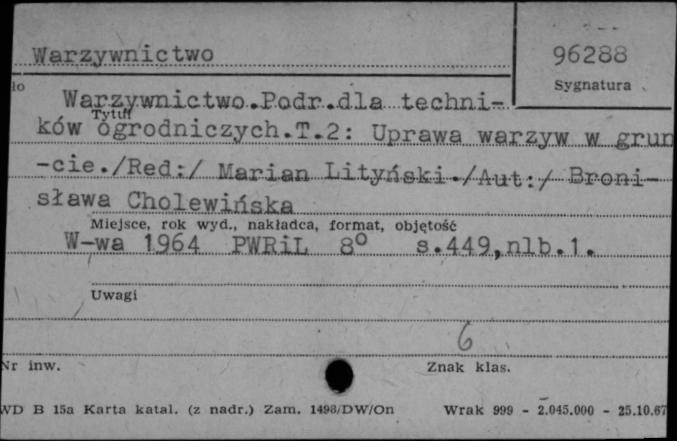 Warzywnictwo
96288
ło
Sygnatura
Warzywnictwo.Podr.dla techni-
Tytuł
ków ogrodniczych.T.2: Uprawa warzyw w grun
-cie./Red:/ Marian Lityński./Aut:/ Broni-
sława Cholewińska
Miejsce, rok wyd., nakładca, format, objętość
W-wa 1964 PWRiL 8° s.449,nlb.1.
Uwagi
6
Nr inw.
Znak klas.
WD B 15a Karta katal. (z nadr.) Zam. 1498/DW/On Wrak 999 - 2.045.000 - 25.10.67